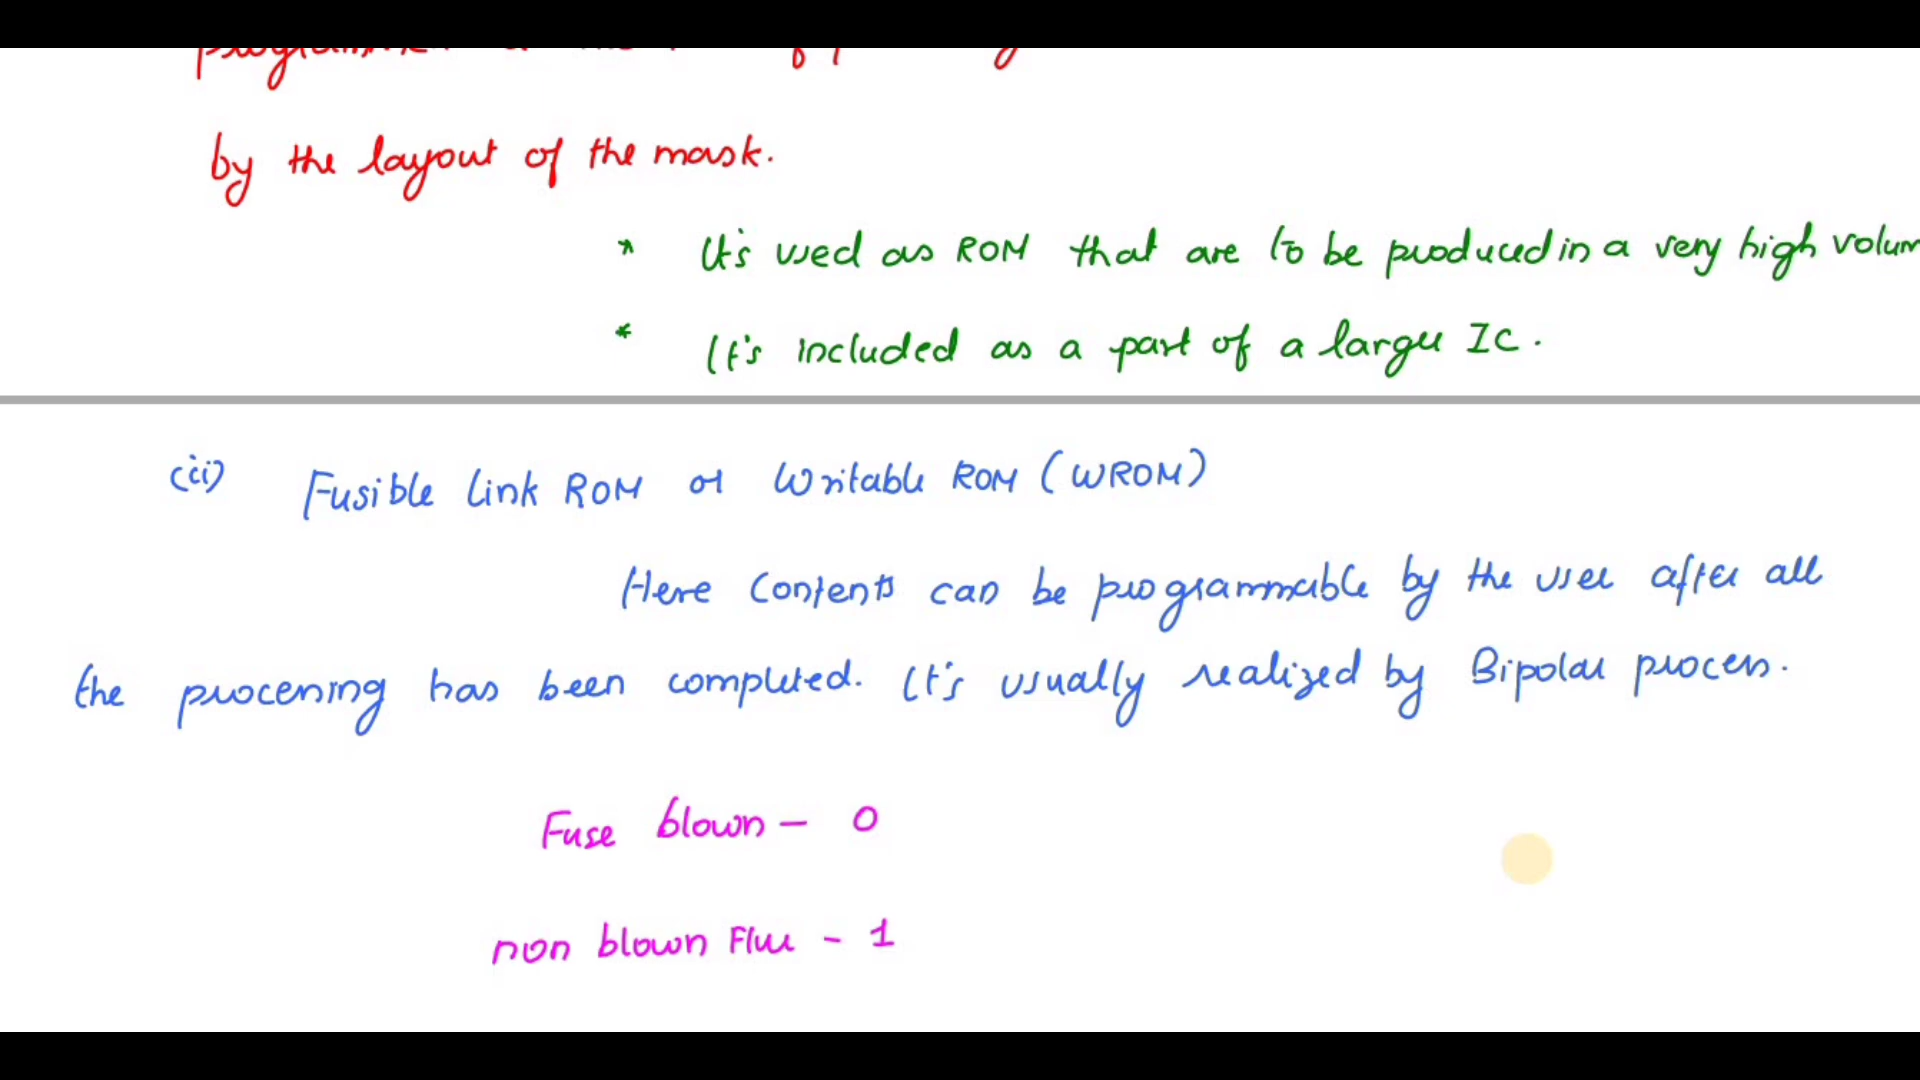 by the layout of the mask.
* It's used as ROM that are to be produced in a very high volum
* It's included as a part of a larger IC.
(ii) Fusible Link ROM or Writable ROM (WROM)
Here Contents can be programmable by the user after all
the processing has been completed. It's usually realized by Bipolar process.
Fuse blown - 0
non blown Fuse - 1